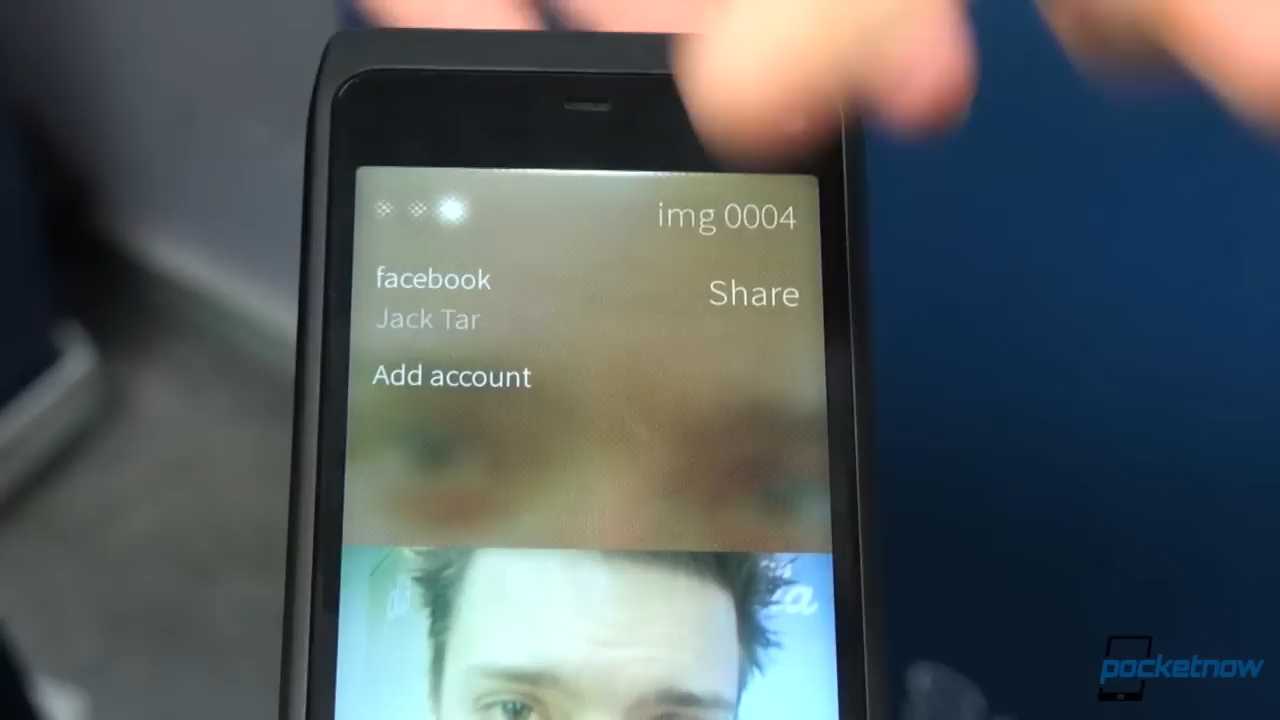 img 0004
facebook
Jack Tar
Share
Add account
pocketnow